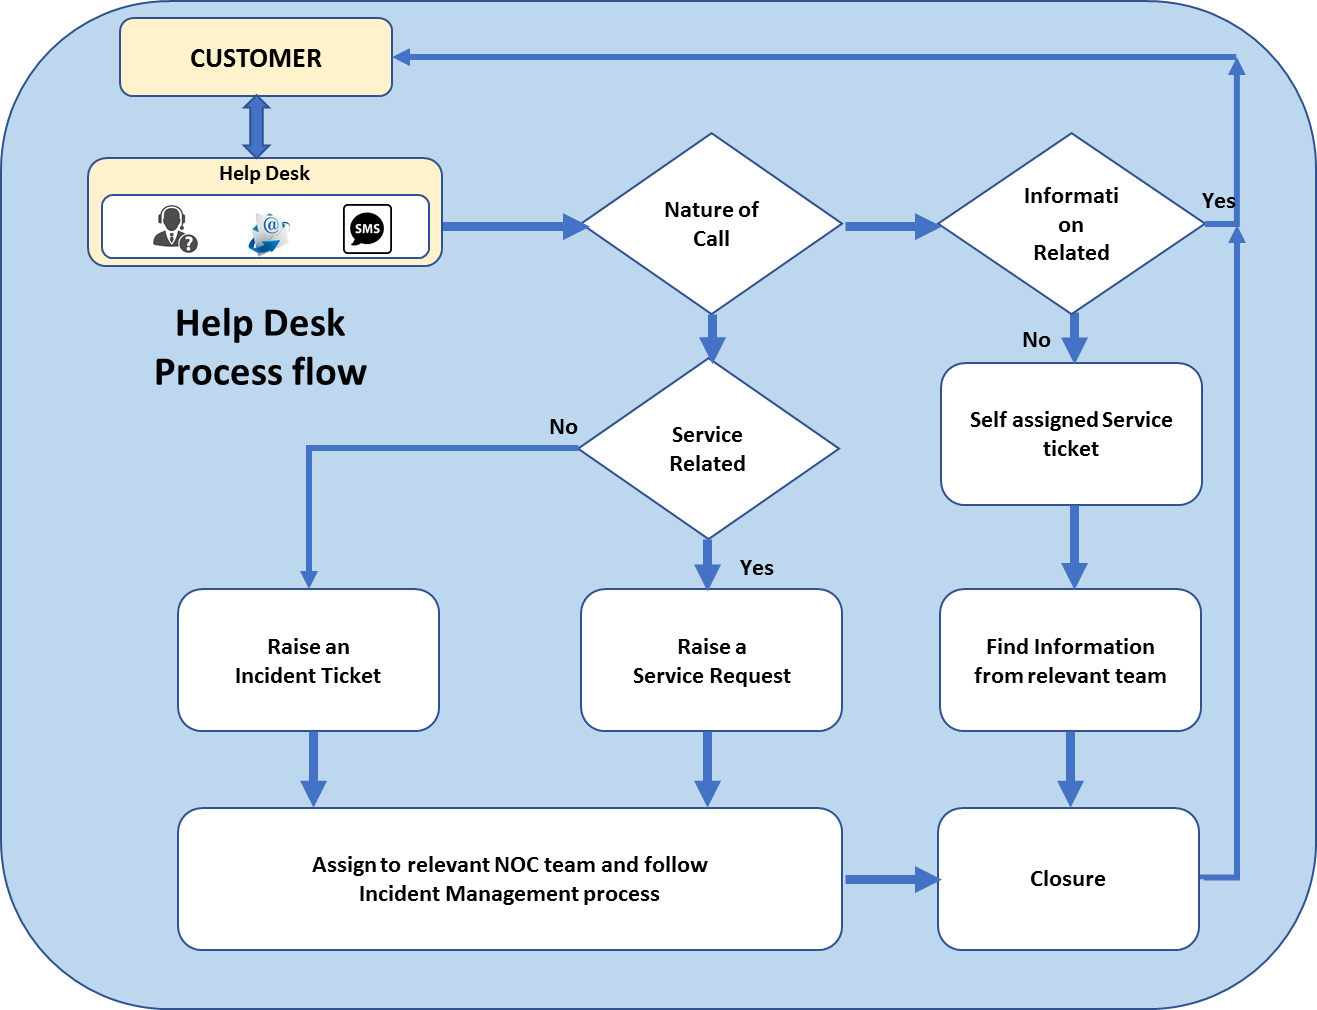 CUSTOMER
Help Desk
@
?
SMS
Nature of
Call
Informati
on
Related
Yes
Help Desk
Process flow
No
Service
Related
No
Self assigned Service
ticket
Yes
Raise an
Incident Ticket
Raise a
Service Request
Find Information
from relevant team
Assign to relevant NOC team and follow
Incident Management process
Closure